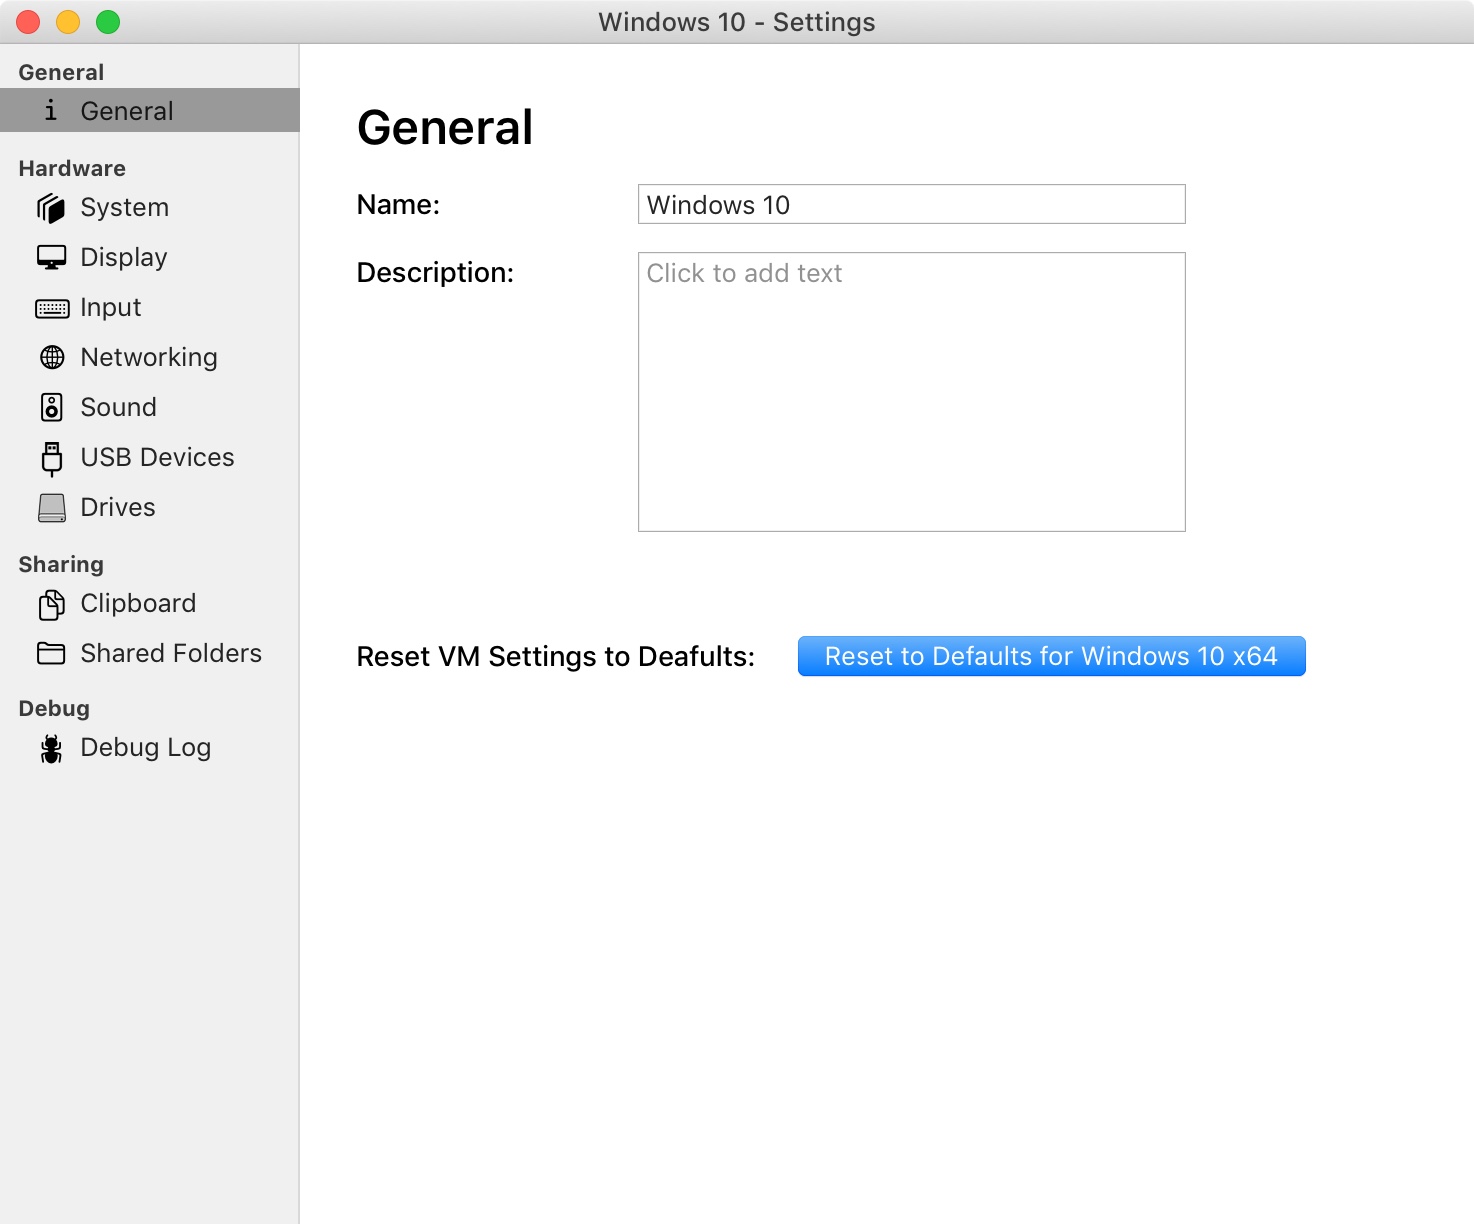 Windows 10 - Settings
General
General
Hardware
System
Display
Input
Networking
Sound
USB Devices
Drives
Sharing
Clipboard
Shared Folders
Debug
Debug Log
General
Name:
Windows 10
Description:
Click to add text
Reset VM Settings to Deafults:
Reset to Defaults for Windows 10 x64